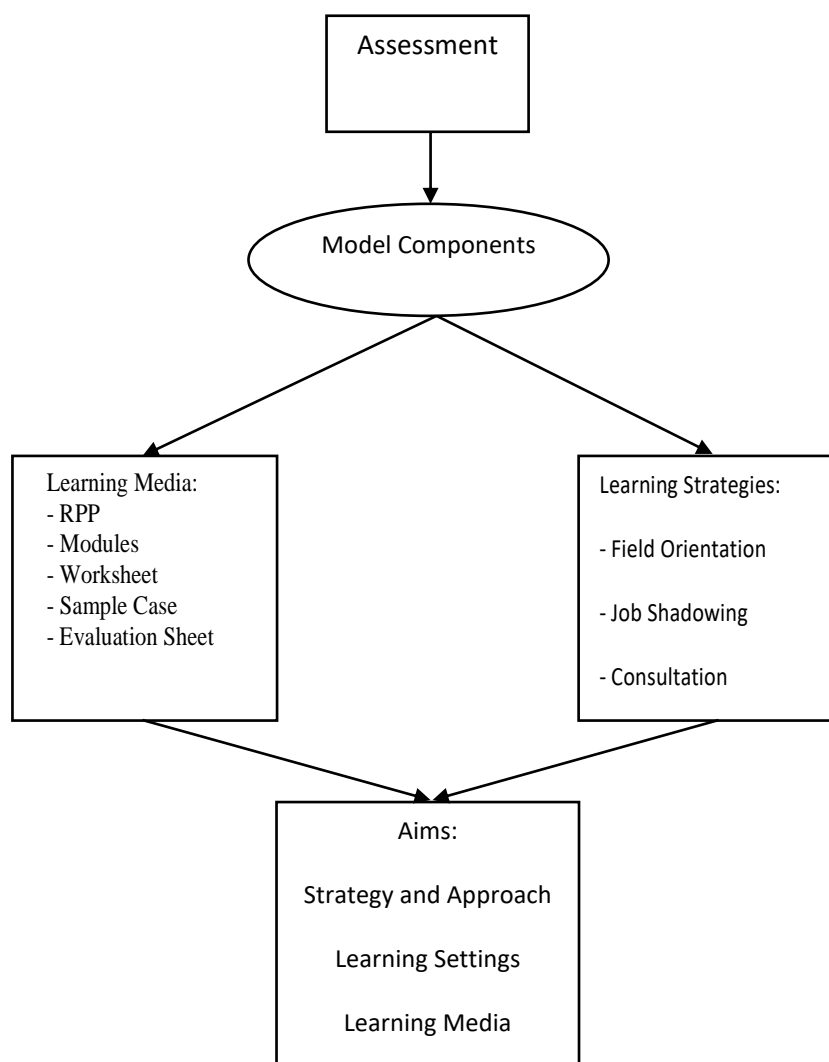 Assessment
Model Components
Learning Media:
- RPP
- Modules
- Worksheet
- Sample Case
- Evaluation Sheet
Learning Strategies:
- Field Orientation
- Job Shadowing
- Consultation
Aims:
Strategy and Approach
Learning Settings
Learning Media